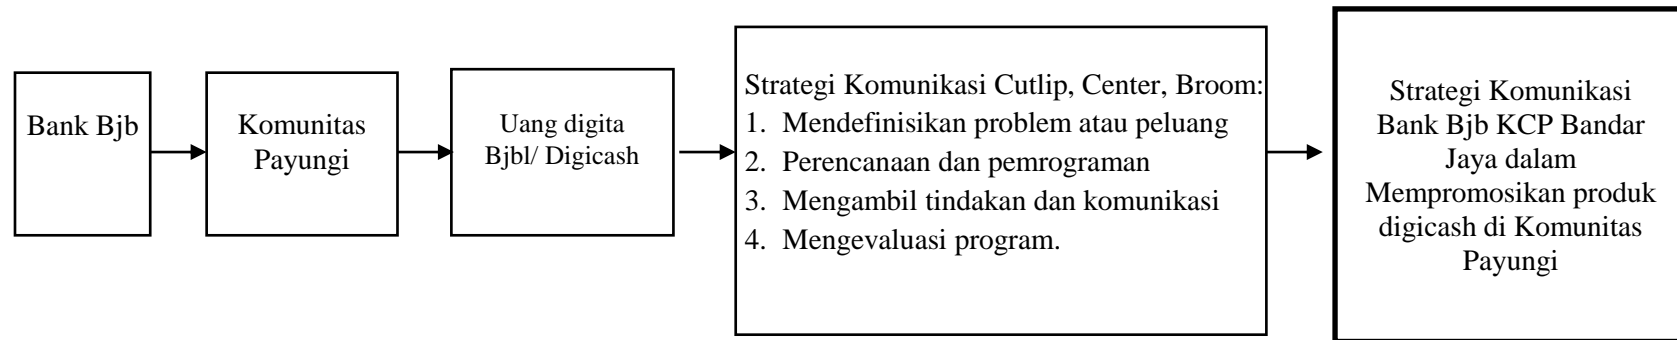 Bank Bjb
Komunitas
Payungi
Uang digita
Bjbl/ Digicash
Strategi Komunikasi Cutlip, Center, Broom:
1. Mendefinisikan problem atau peluang
2. Perencanaan dan pemrograman
3. Mengambil tindakan dan komunikasi
4. Mengevaluasi program.
Strategi Komunikasi
Bank Bjb KCP Bandar
Jaya dalam
Mempromosikan produk
digicash di Komunitas
Payungi